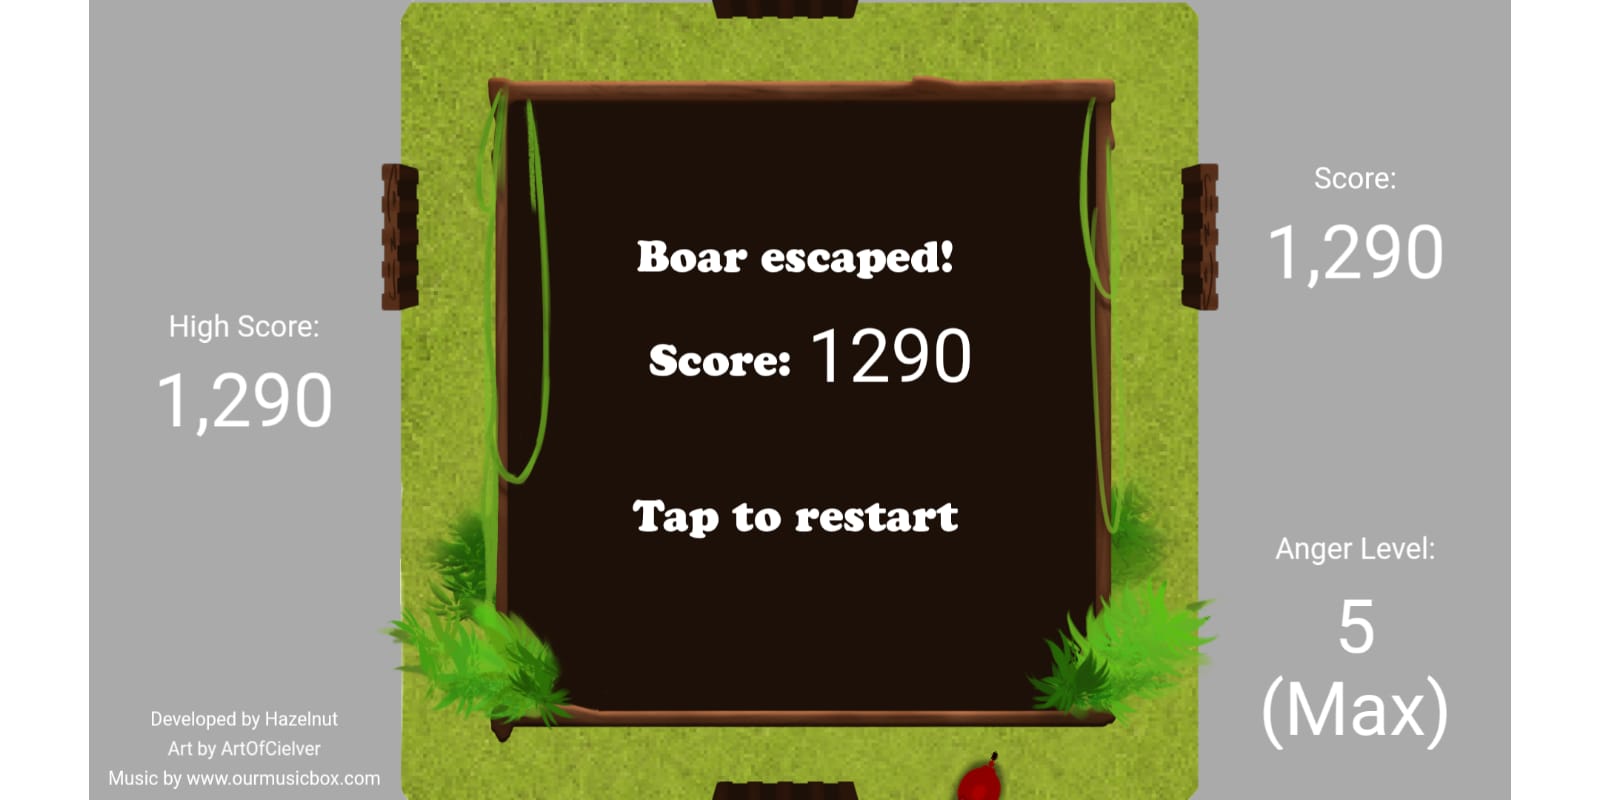 High Score:
1,290
Developed by Hazelnut
Art by ArtOfCielver
Music by www.ourmusicbox.com
Boar escaped!
Score: 1290
Tap to restart
Score:
1,290
Anger Level:
5
(Max)